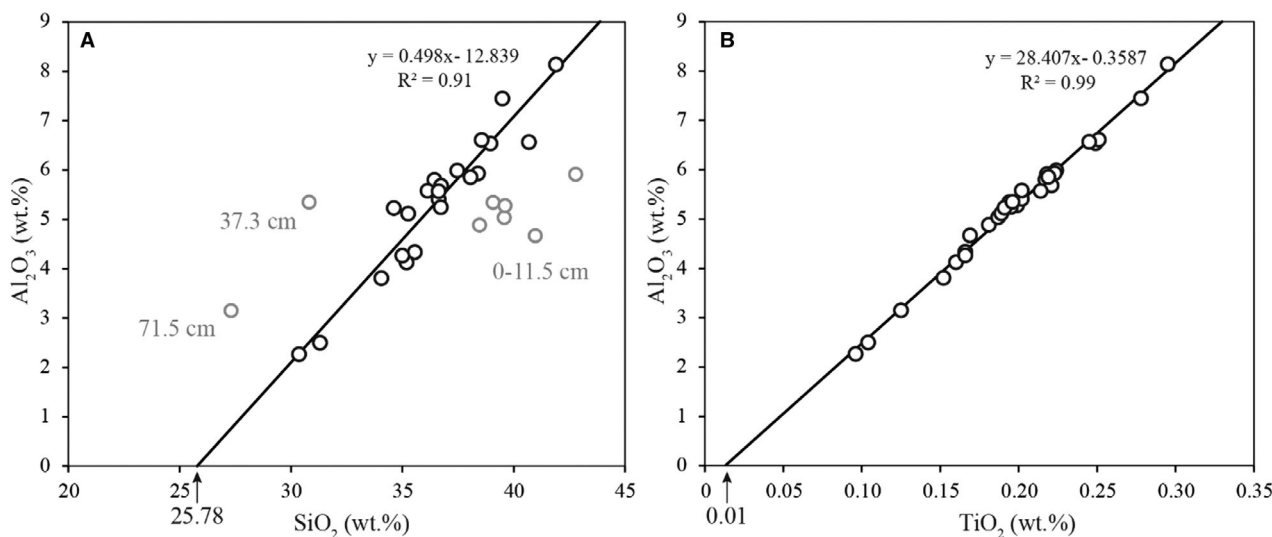 A
y = 0.498x- 12.839
R² = 0.91
Al₂O₃ (wt.%)
9
8
7
6
5
4
3
2
1
0
37.3 cm
0-11.5 cm
71.5 cm
20 25 30 35 40 45
25.78
SiO₂ (wt.%)
B
y = 28.407x- 0.3587
R² = 0.99
Al₂O₃ (wt.%)
9
8
7
6
5
4
3
2
1
0
0 0.05 0.10 0.15 0.20 0.25 0.30 0.35
0.01
TiO₂ (wt.%)